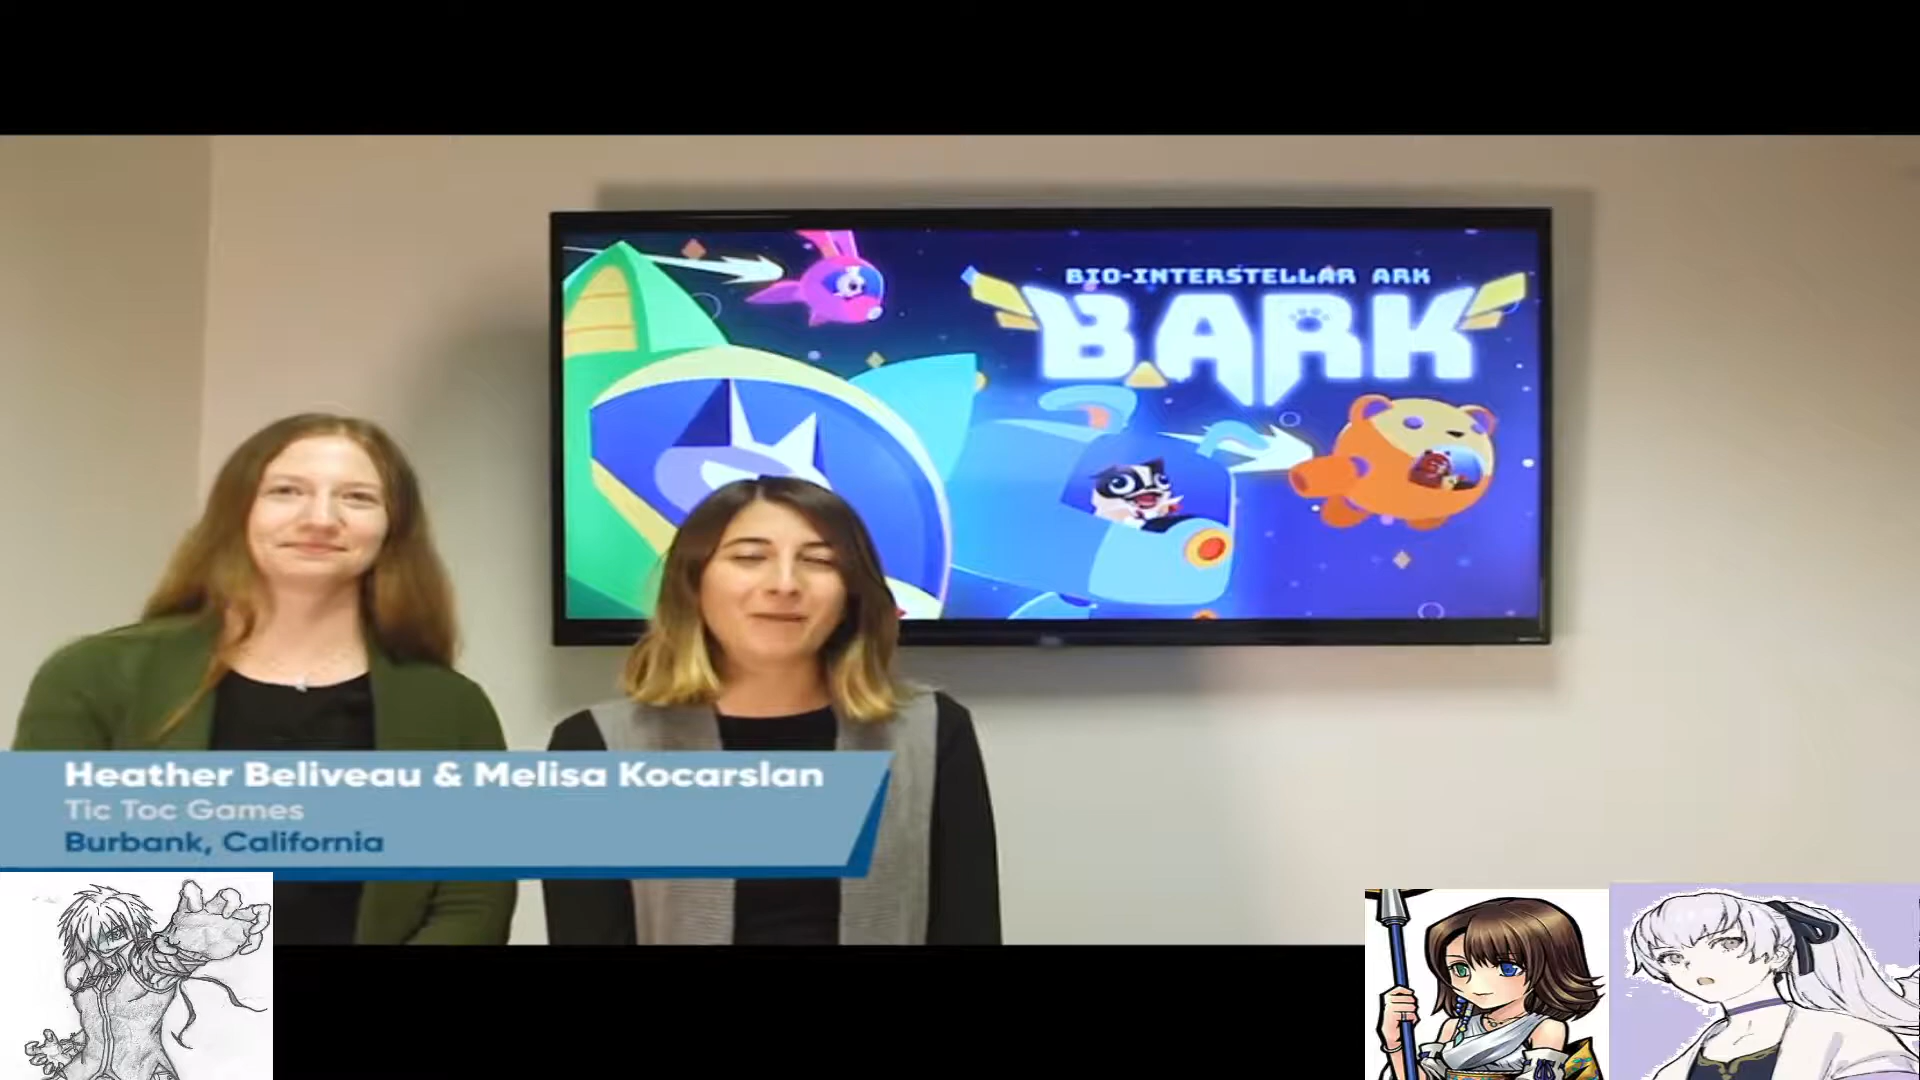 BIO-INTERSTELLAR ARK
BARK
Heather Beliveau & Melisa Kocarslan
Tic Toc Games
Burbank, California